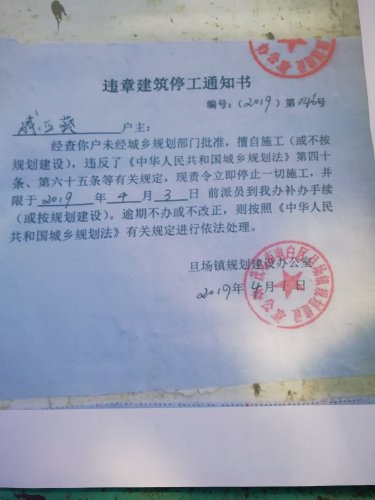 违章建筑停工通知书
编号:（2019）第046号
户主：
经查你户未经城乡规划部门批准，擅自施工（或不按
规划建设），违反了《中华人民共和国城乡规划法》第四十
条、第六十五条等有关规定，现责令立即停止一切施工，并
限于 2019 年 4 月 3 日 前派员到我办补办手续
（或按规划建设）。逾期不办或不改正，则按照《中华人民
共和国城乡规划法》有关规定进行依法处理。
旦场镇规划建设办公室
2019年4月1日